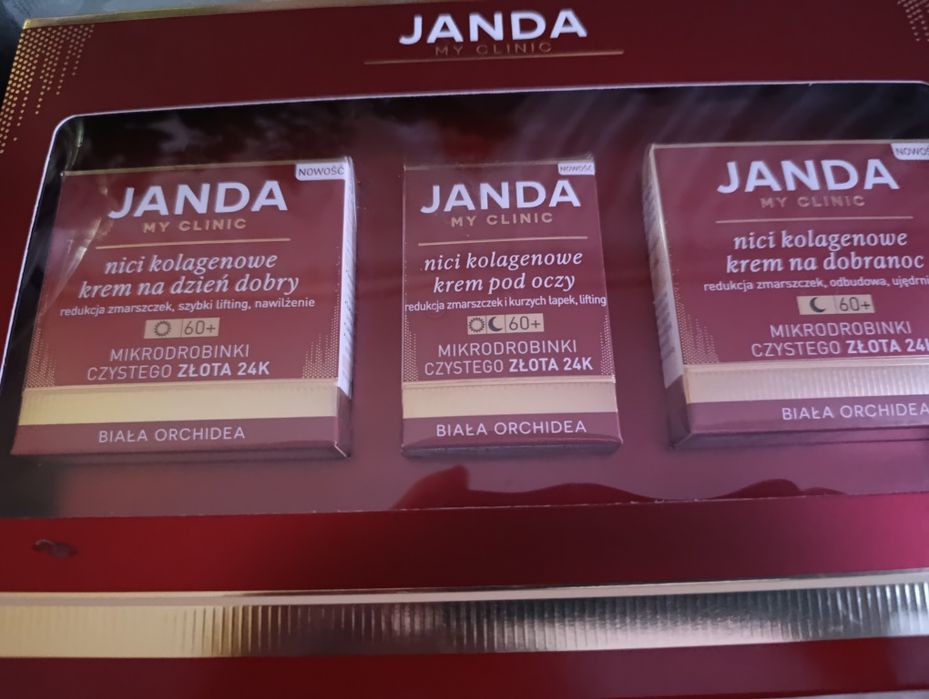 JANDA
MY CLINIC
NOWOŚĆ
JANDA
MY CLINIC
nici kolagenowe
krem na dzień dobry
redukcja zmarszczek, szybki lifting, nawilżenie
60+
MIKRODROBINKI
CZYSTEGO ZŁOTA 24K
BIAŁA ORCHIDEA
NOWOŚĆ
JANDA
MY CLINIC
nici kolagenowe
krem pod oczy
redukcja zmarszczek i kurzych łapek, lifting
60+
MIKRODROBINKI
CZYSTEGO ZŁOTA 24K
BIAŁA ORCHIDEA
NOWOŚ
JANDA
MY CLINIC
nici kolagenowe
krem na dobranoc
redukcja zmarszczek, odbudowa, ujędrni
60+
MIKRODROBINKI
CZYSTEGO ZŁOTA 24K
BIAŁA ORCHIDEA